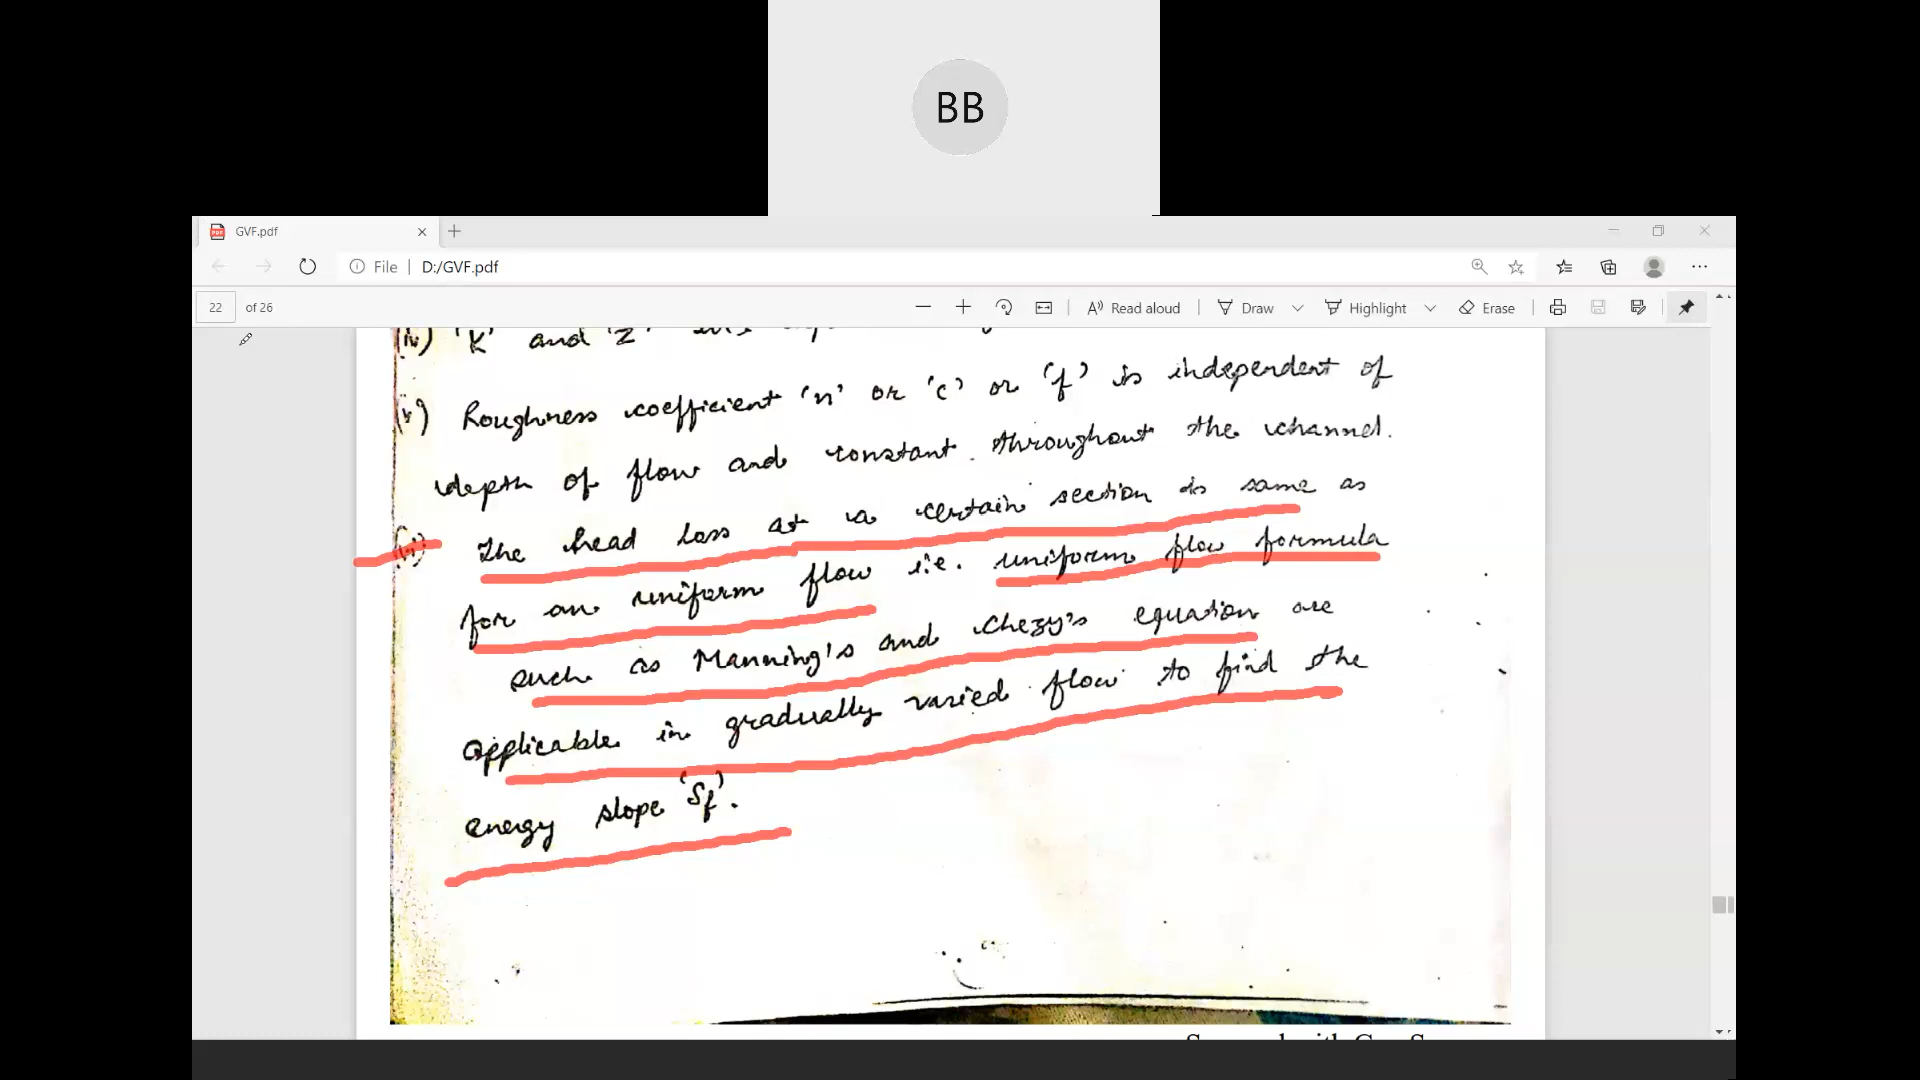 BB
GVF.pdf
File | D:/GVF.pdf
22 of 26
Read aloud
Draw
Highlight
Erase
(iv) 'K' and 'Z'
(v) Roughness coefficient 'n' or 'c' or 'f' is independent of
depth of flow and constant throughout the channel.
(vi) The head loss at a certain section is same as
for an uniform flow i.e. uniform flow formula
such as Manning's and Chezy's equation are
applicable in gradually varied flow to find the
energy slope 'Sf'.